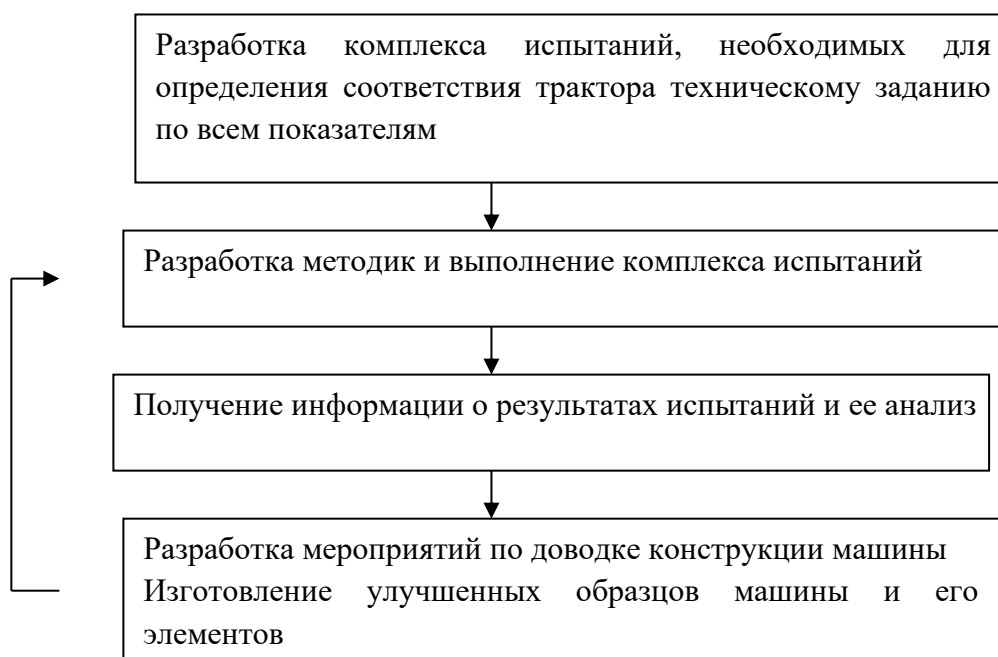 Разработка комплекса испытаний, необходимых для
определения соответствия трактора техническому заданию
по всем показателям
Разработка методик и выполнение комплекса испытаний
Получение информации о результатах испытаний и ее анализ
Разработка мероприятий по доводке конструкции машины
Изготовление улучшенных образцов машины и его
элементов